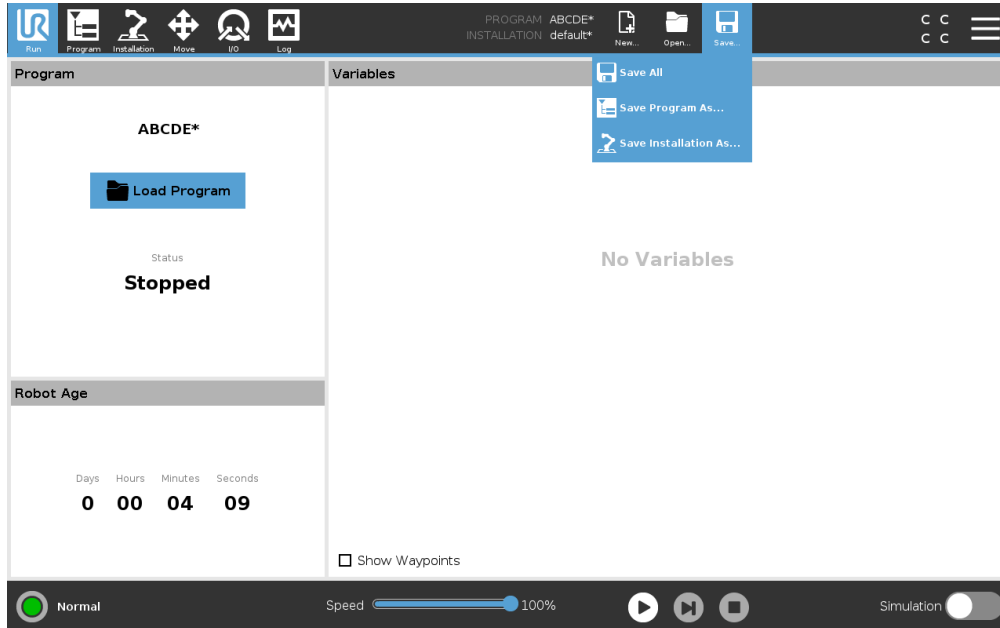 PROGRAM ABCDE*
INSTALLATION default*
C C
C C
Run Program Installation Move I/O Log New... Open... Save...
Program
Variables
Save All
Save Program As...
Save Installation As...
ABCDE*
Load Program
Status
Stopped
No Variables
Robot Age
Days Hours Minutes Seconds
0 00 04 09
Show Waypoints
Normal
Speed 100%
Simulation